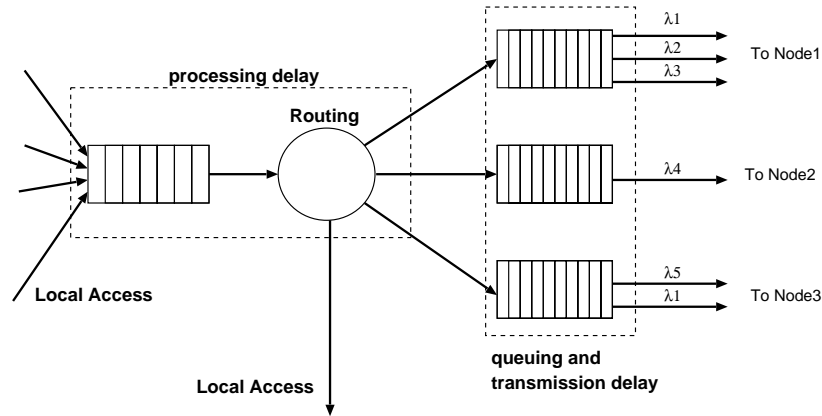 λ1
λ2
To Node1
λ3
processing delay
Routing
λ4
To Node2
λ5
Local Access
λ1
To Node3
queuing and
transmission delay
Local Access